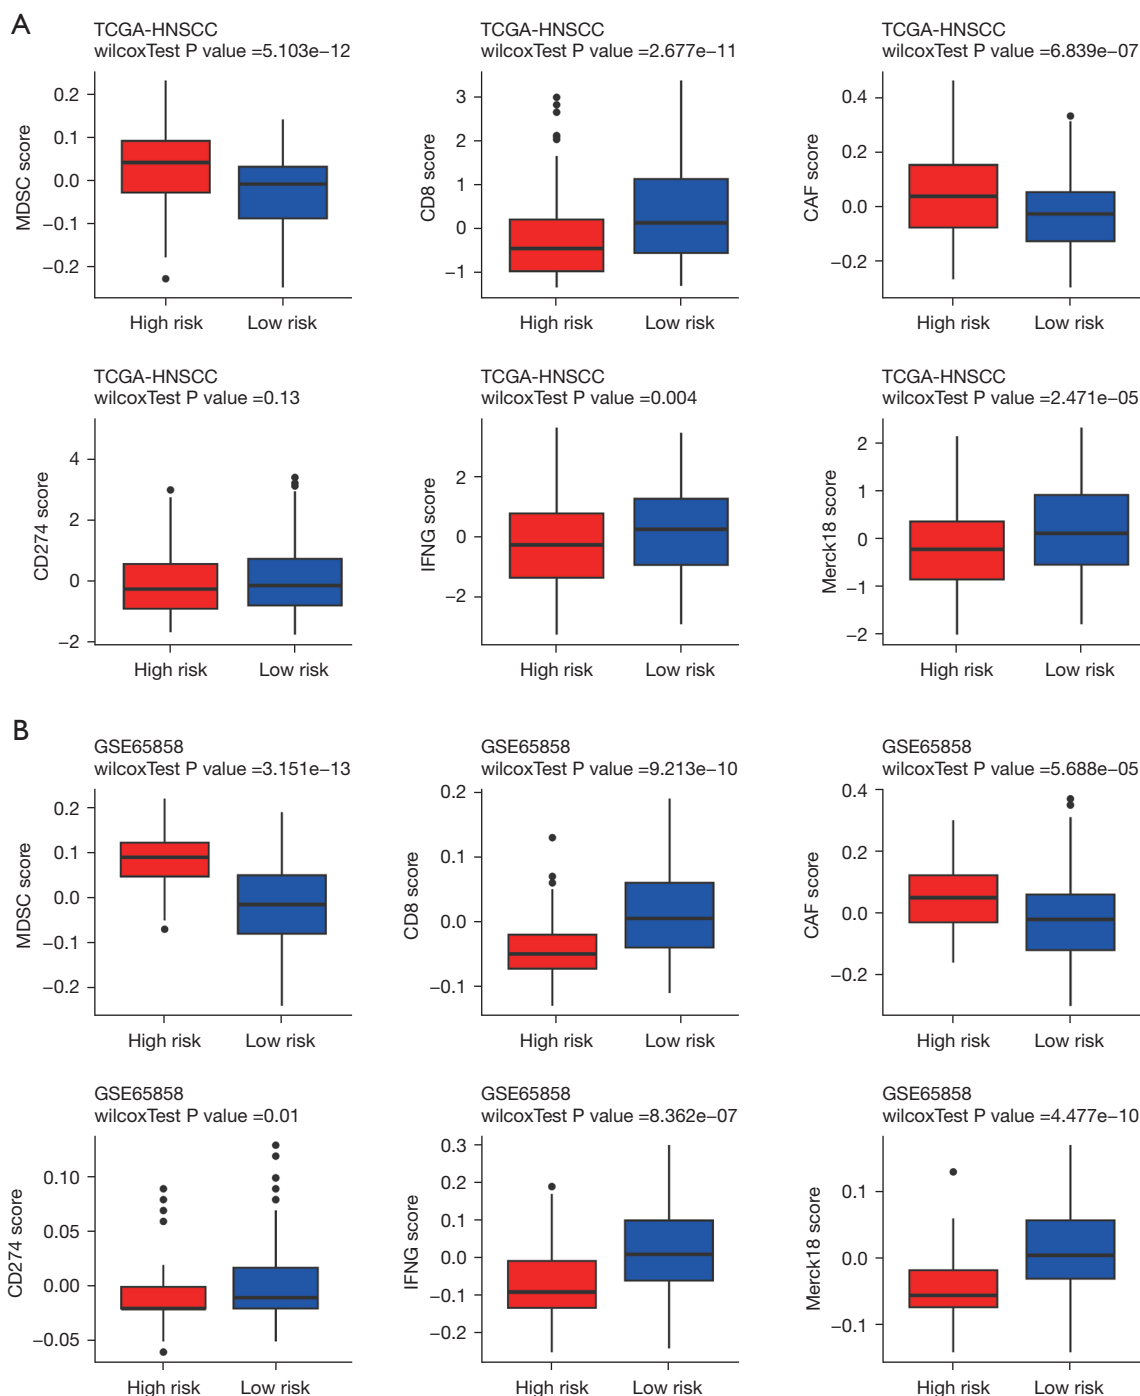 A
TCGA-HNSCC
wilcoxTest P value =5.103e−12
MDSC score
0.2
0.1
0.0
−0.1
−0.2
High risk
Low risk
TCGA-HNSCC
wilcoxTest P value =2.677e−11
CD8 score
3
2
1
0
−1
High risk
Low risk
TCGA-HNSCC
wilcoxTest P value =6.839e−07
CAF score
0.4
0.2
0.0
−0.2
High risk
Low risk
TCGA-HNSCC
wilcoxTest P value =0.13
CD274 score
4
2
0
−2
High risk
Low risk
TCGA-HNSCC
wilcoxTest P value =0.004
IFNG score
2
0
−2
High risk
Low risk
TCGA-HNSCC
wilcoxTest P value =2.471e−05
Merck18 score
2
1
0
−1
−2
High risk
Low risk
B
GSE65858
wilcoxTest P value =3.151e−13
MDSC score
0.2
0.1
0.0
−0.1
−0.2
High risk
Low risk
GSE65858
wilcoxTest P value =9.213e−10
CD8 score
0.2
0.1
0.0
−0.1
High risk
Low risk
GSE65858
wilcoxTest P value =5.688e−05
CAF score
0.4
0.2
0.0
−0.2
High risk
Low risk
GSE65858
wilcoxTest P value =0.01
CD274 score
0.10
0.05
0.00
−0.05
High risk
Low risk
GSE65858
wilcoxTest P value =8.362e−07
IFNG score
0.3
0.2
0.1
0.0
−0.1
−0.2
High risk
Low risk
GSE65858
wilcoxTest P value =4.477e−10
Merck18 score
0.1
0.0
−0.1
High risk
Low risk